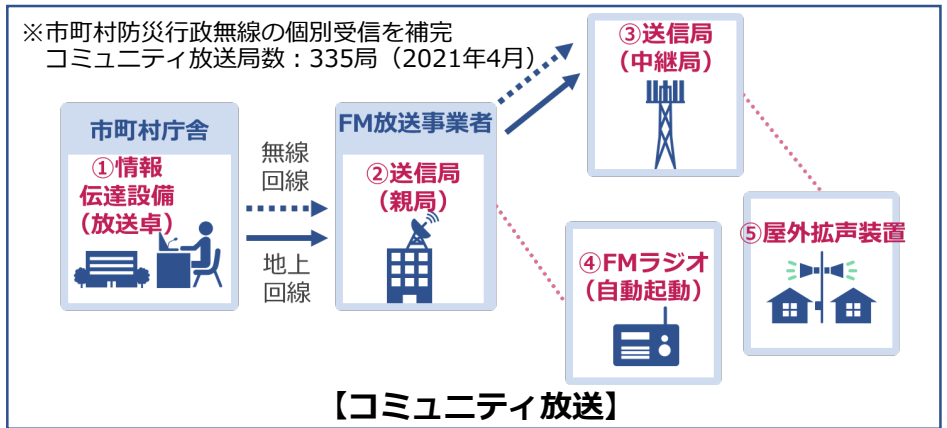 ※市町村防災行政無線の個別受信を補完
コミュニティ放送局数：335局（2021年4月）
市町村庁舎
①情報
伝達設備
(放送卓)
無線
回線
地上
回線
FM放送事業者
②送信局
(親局)
③送信局
(中継局)
④FMラジオ
(自動起動)
⑤屋外拡声装置
【コミュニティ放送】